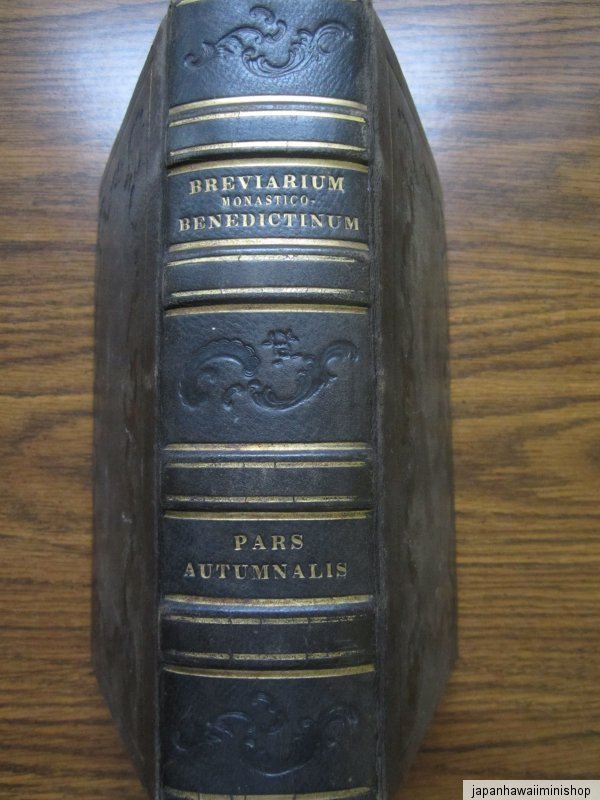 BREVIARIUM
MONASTICO-
BENEDICTINUM
PARS
AUTUMNALIS
japanhawaiiminishop